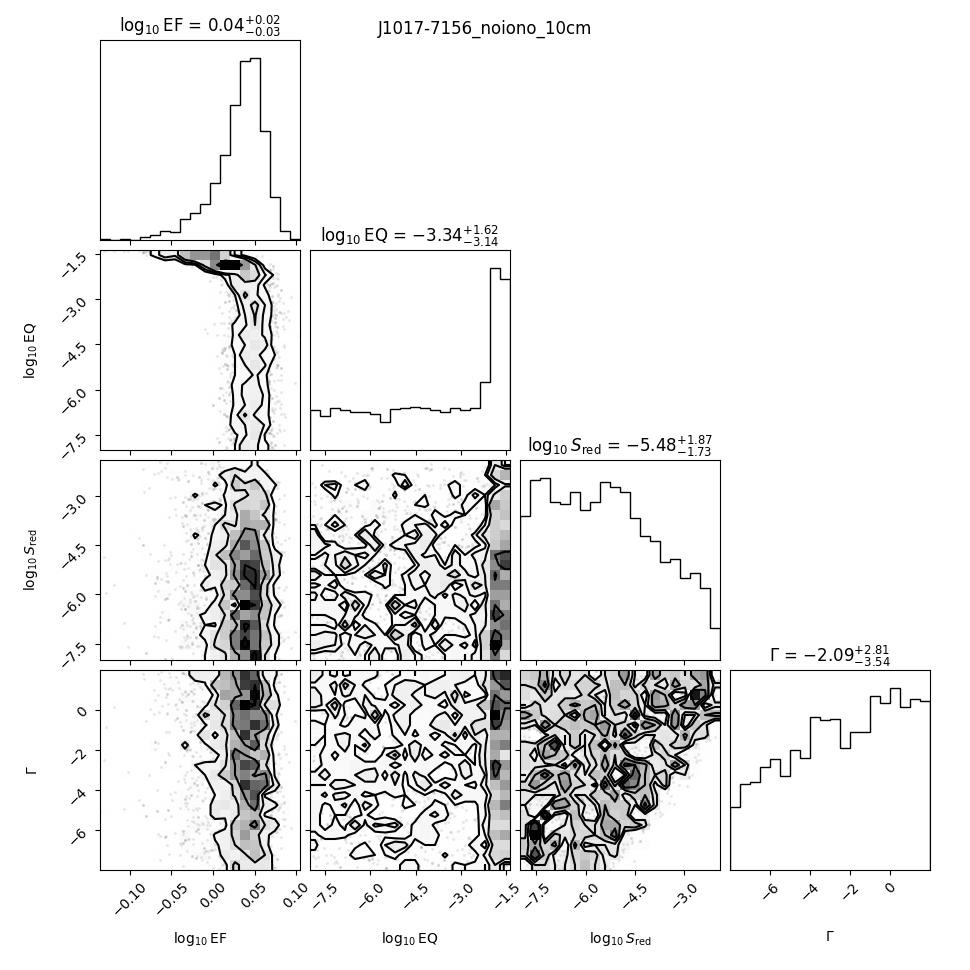 J1017-7156_noiono_10cm
log₁₀ EF = 0.04⁺⁰·⁰²₋₀.₀₃
log₁₀ EQ = −3.34⁺¹·⁶²₋₃.₁₄
log₁₀ S_red = −5.48⁺¹·⁸⁷₋₁.₇₃
Γ = −2.09⁺²·⁸¹₋₃.₅₄
log₁₀ EQ
−1.5
−3.0
−4.5
−6.0
−7.5
log₁₀ S_red
−3.0
−4.5
−6.0
−7.5
Γ
0
−2
−4
−6
−0.10 −0.05 0.00 0.05 0.10
−7.5 −6.0 −4.5 −3.0 −1.5
−7.5 −6.0 −4.5 −3.0
−6 −4 −2 0
log₁₀ EF
log₁₀ EQ
log₁₀ S_red
Γ